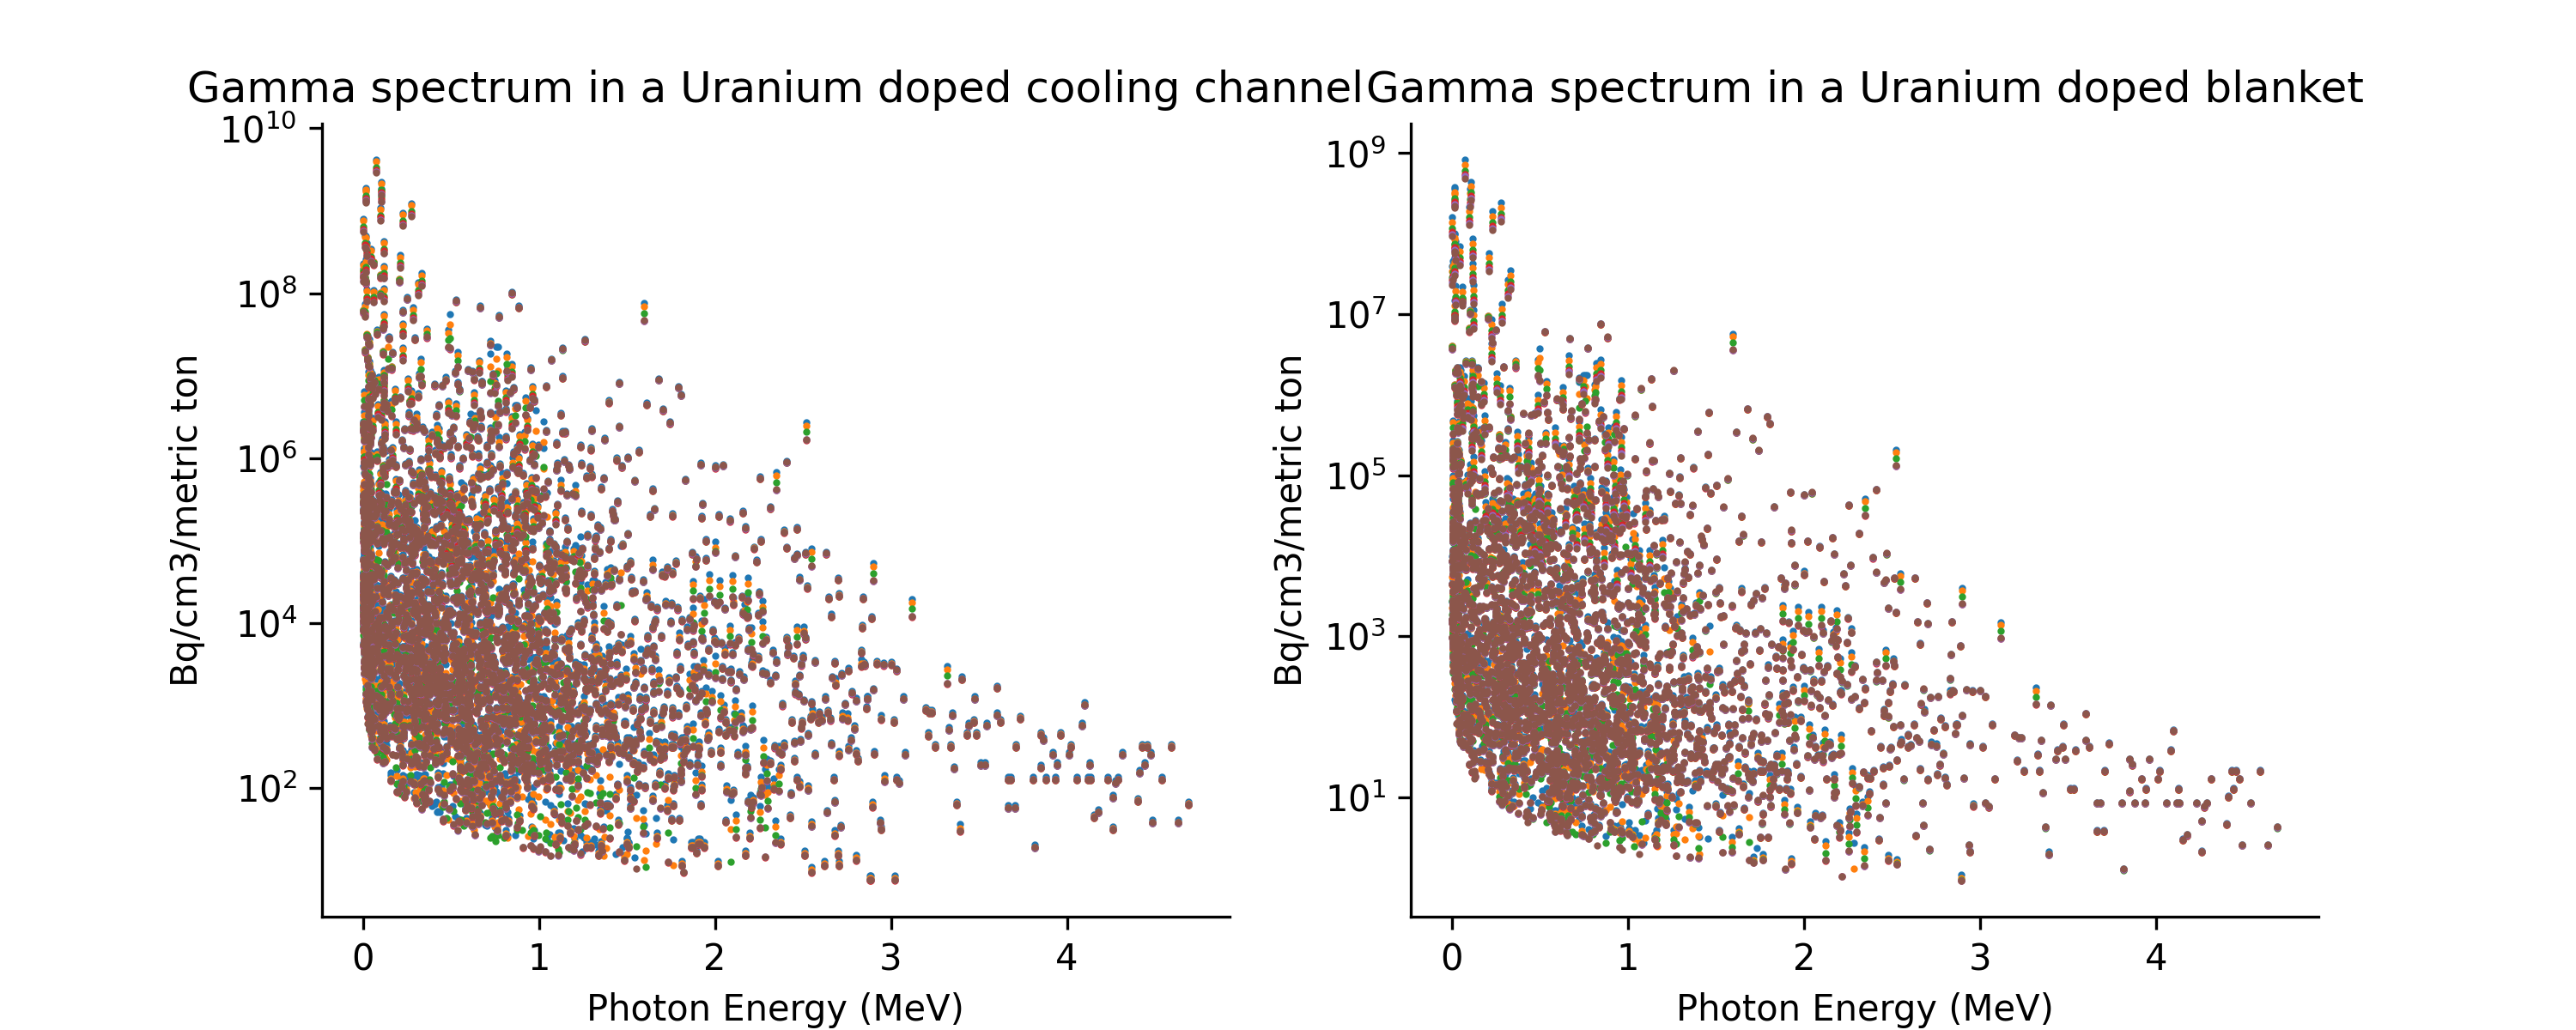 Gamma spectrum in a Uranium doped cooling channel
Bq/cm3/metric ton
10^10
10^8
10^6
10^4
10^2
0 1 2 3 4
Photon Energy (MeV)
Gamma spectrum in a Uranium doped blanket
Bq/cm3/metric ton
10^9
10^7
10^5
10^3
10^1
0 1 2 3 4
Photon Energy (MeV)